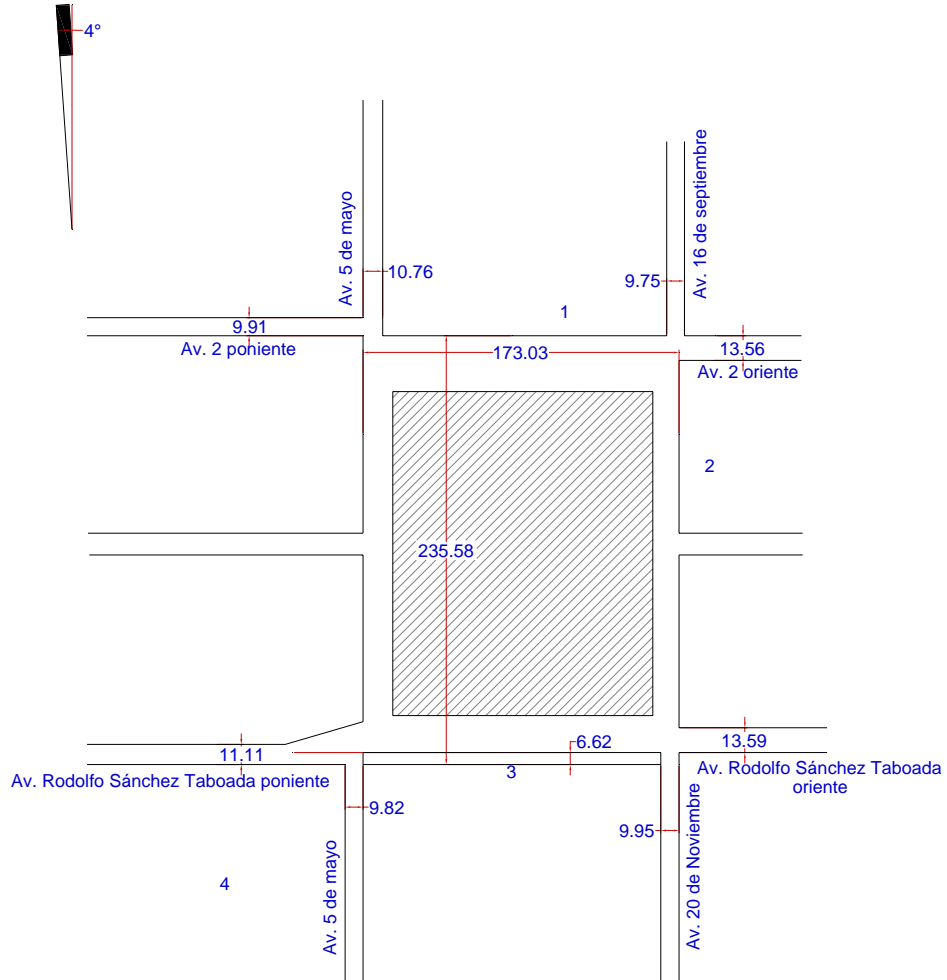 4°
Av. 5 de mayo
Av. 16 de septiembre
10.76
9.75
1
9.91
Av. 2 poniente
173.03
13.56
Av. 2 oriente
2
235.58
6.62
13.59
11.11
Av. Rodolfo Sánchez Taboada poniente
3
Av. Rodolfo Sánchez Taboada
oriente
9.82
9.95
Av. 5 de mayo
Av. 20 de Noviembre
4